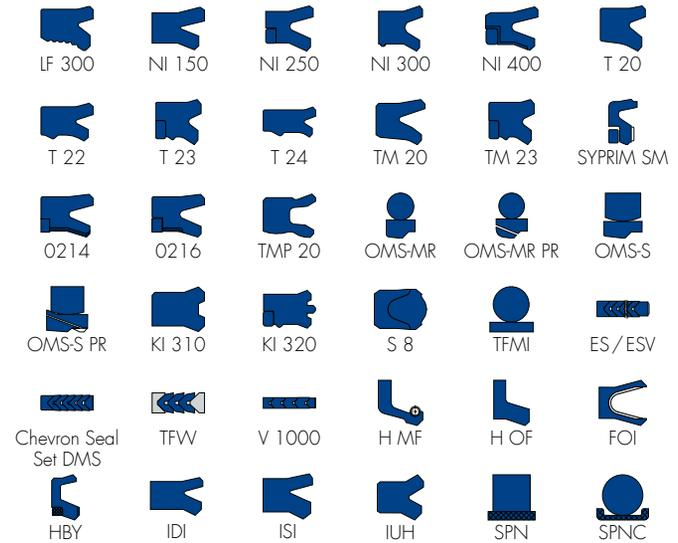 LF 300 NI 150 NI 250 NI 300 NI 400 T 20
T 22 T 23 T 24 TM 20 TM 23 SYPRIM SM
0214 0216 TMP 20 OMS-MR OMS-MR PR OMS-S
OMS-S PR KI 310 KI 320 S 8 TFMI ES / ESV
Chevron Seal TFW V 1000 H MF H OF FOI
Set DMS
HBY IDI ISI IUH SPN SPNC